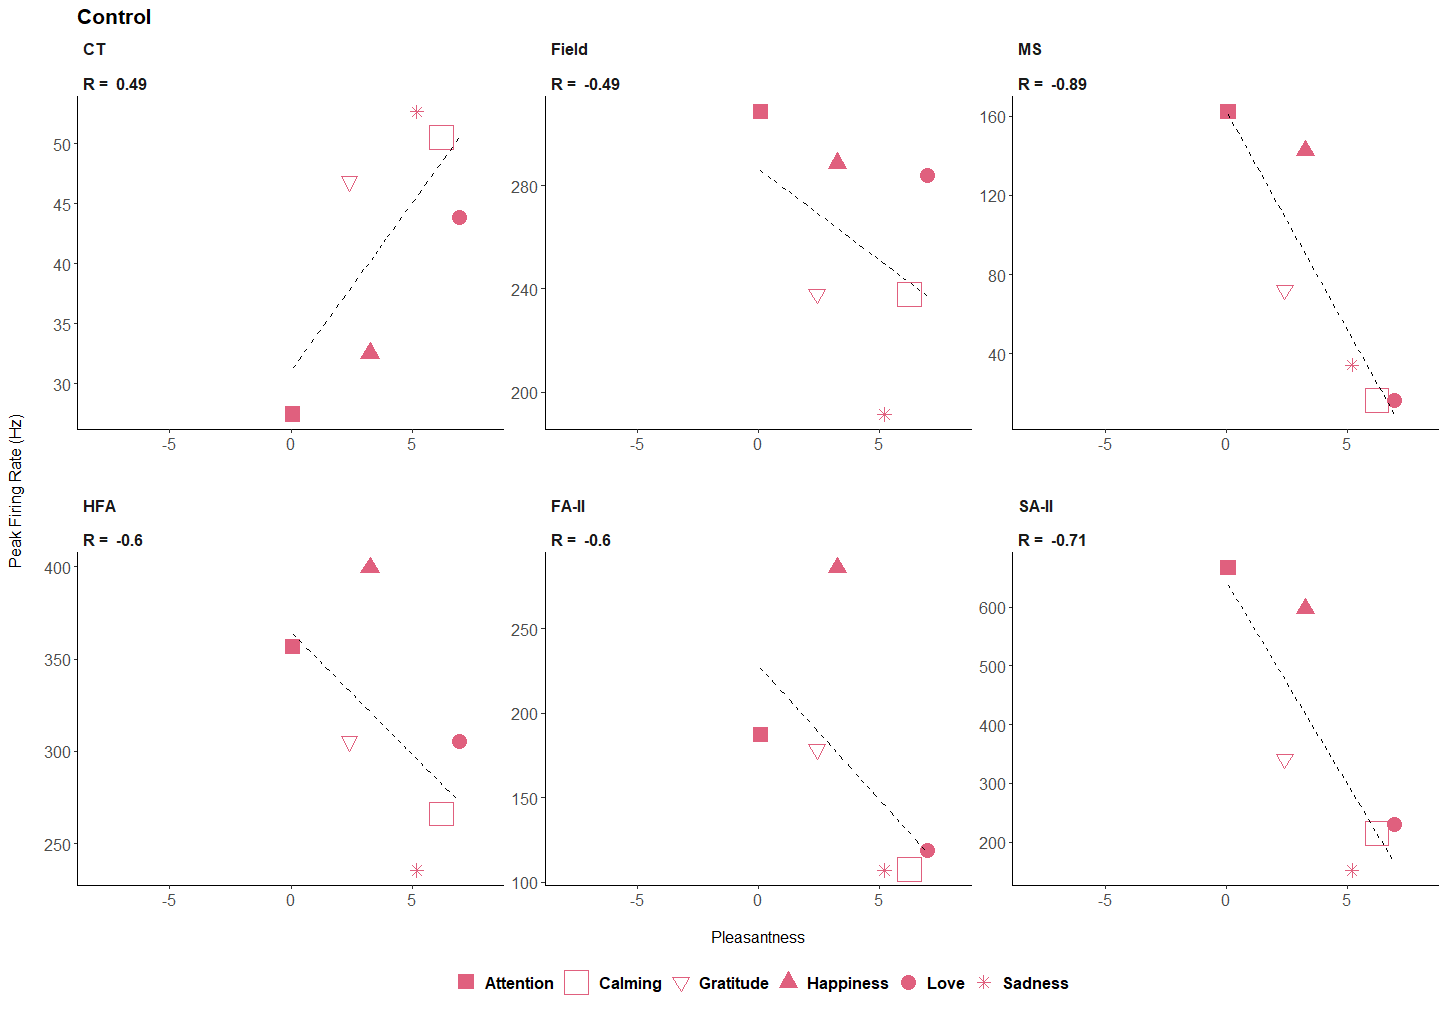 Control
CT
R = 0.49
Field
R = -0.49
MS
R = -0.89
50
45
40
35
30
-5
0
5
280
240
200
-5
0
5
160
120
80
40
-5
0
5
Peak Firing Rate (Hz)
HFA
R = -0.6
FA-II
R = -0.6
SA-II
R = -0.71
400
350
300
250
-5
0
5
250
200
150
100
-5
0
5
600
500
400
300
200
-5
0
5
Pleasantness
Attention Calming Gratitude Happiness Love Sadness